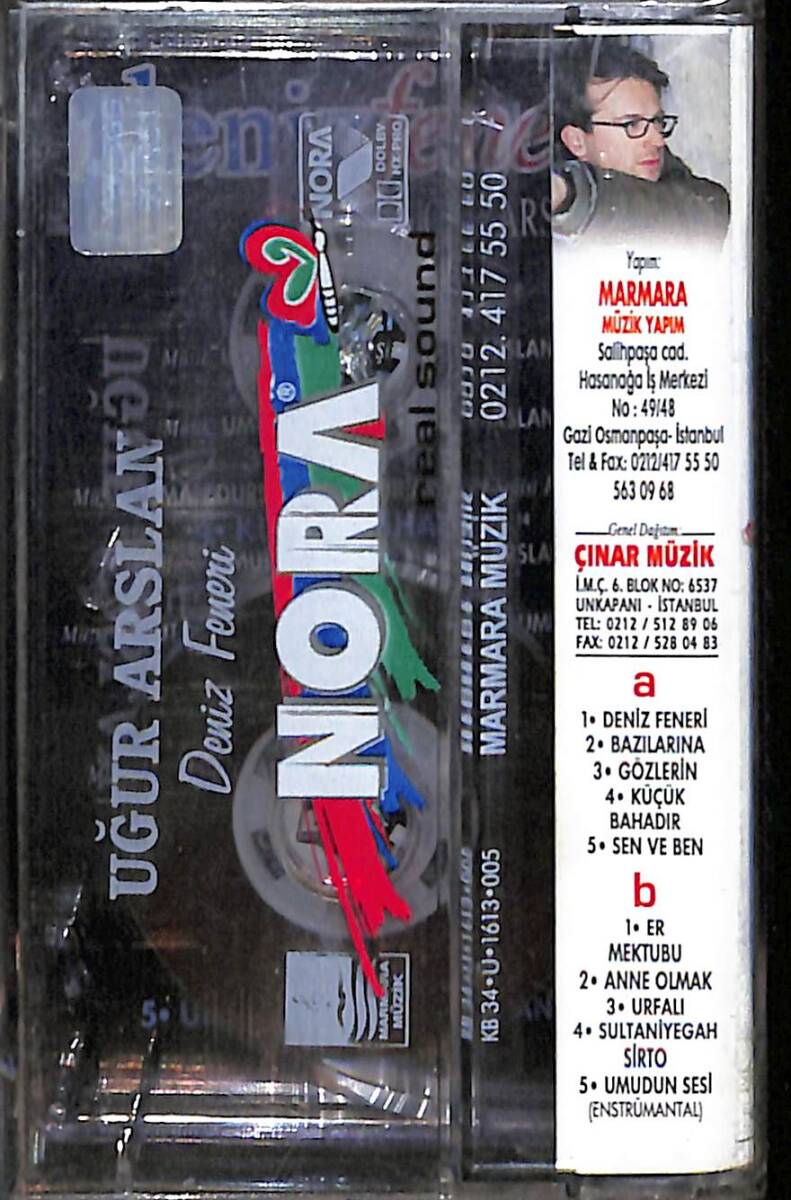 UĞUR ARSLAN
Deniz Feneri
NORA
DOLBY
HX-PRO
NORA
®
real sound
MARMARA
MÜZİK
MARMARA MÜZİK 0212. 417 55 50
KB 34•U•1613•005
Yapım:
MARMARA
MÜZİK YAPIM
Salihpaşa cad.
Hasanağa İş Merkezi
No : 49/48
Gazi Osmanpaşa- İstanbul
Tel & Fax: 0212/417 55 50
563 09 68
Genel Dağıtım:
ÇINAR MÜZİK
İ.M.Ç. 6. BLOK NO: 6537
UNKAPANI - İSTANBUL
TEL: 0212 / 512 89 06
FAX: 0212 / 528 04 83
a
1• DENİZ FENERİ
2• BAZILARINA
3• GÖZLERİN
4• KÜÇÜK
BAHADIR
5• SEN VE BEN
b
1• ER
MEKTUBU
2• ANNE OLMAK
3• URFALI
4• SULTANİYEGAH
SİRTO
5• UMUDUN SESİ
(ENSTRÜMANTAL)